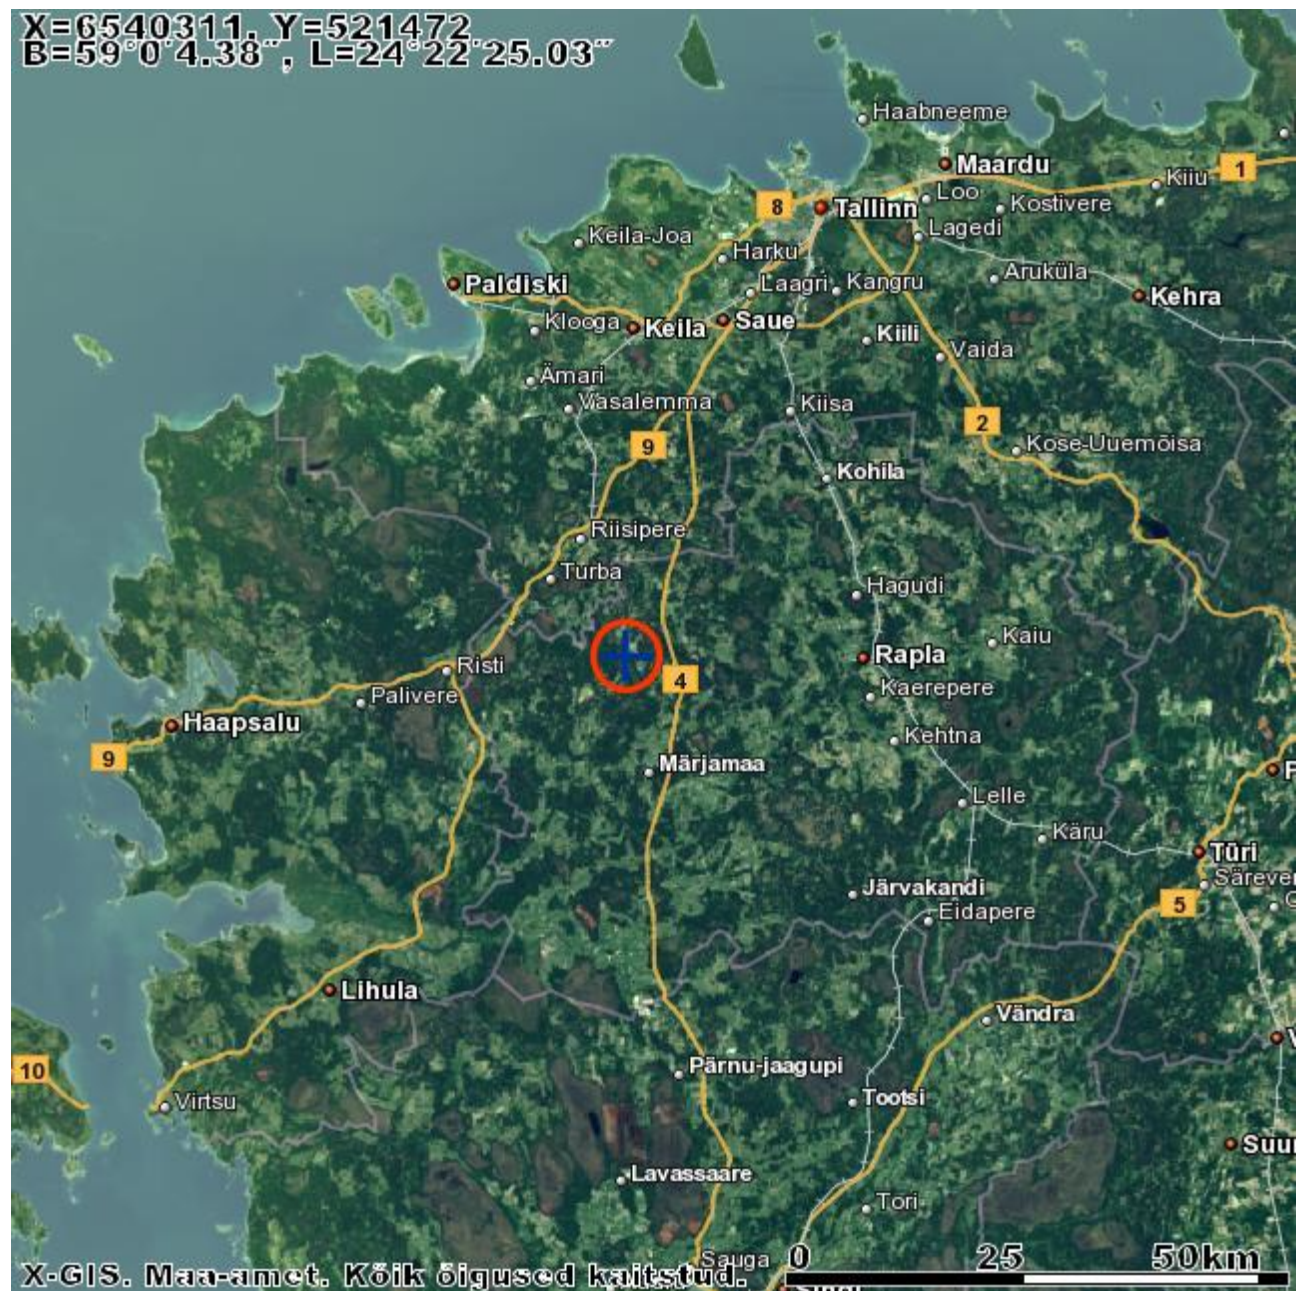 X=6540311, Y=521472
B=59°0'4.38″, L=24°22'25.03″
Haabneeme
Maardu
1
Kiiu
Loo
8
Tallinn
Kostivere
Lagedi
Keila-Joa
Harku
Aruküla
Paldiski
Laagri
Kangru
Kehra
Klooga
Keila
Saue
Kiili
Vaida
Ämari
Vasalemma
Kiisa
2
9
Kose-Uuemõisa
Kohila
Riisipere
Turba
Hagudi
Kaiu
Risti
Rapla
4
Palivere
Kaerepere
Haapsalu
Kehtna
9
Märjamaa
Lelle
Käru
Türi
Särever
Järvakandi
5
Eidapere
Lihula
Vändra
Pärnu-jaagupi
10
Virtsu
Tootsi
Suur
Lavassaare
Tori
Sauga
0 25 50km
X-GIS. Maa-amet. Kõik õigused kaitstud.